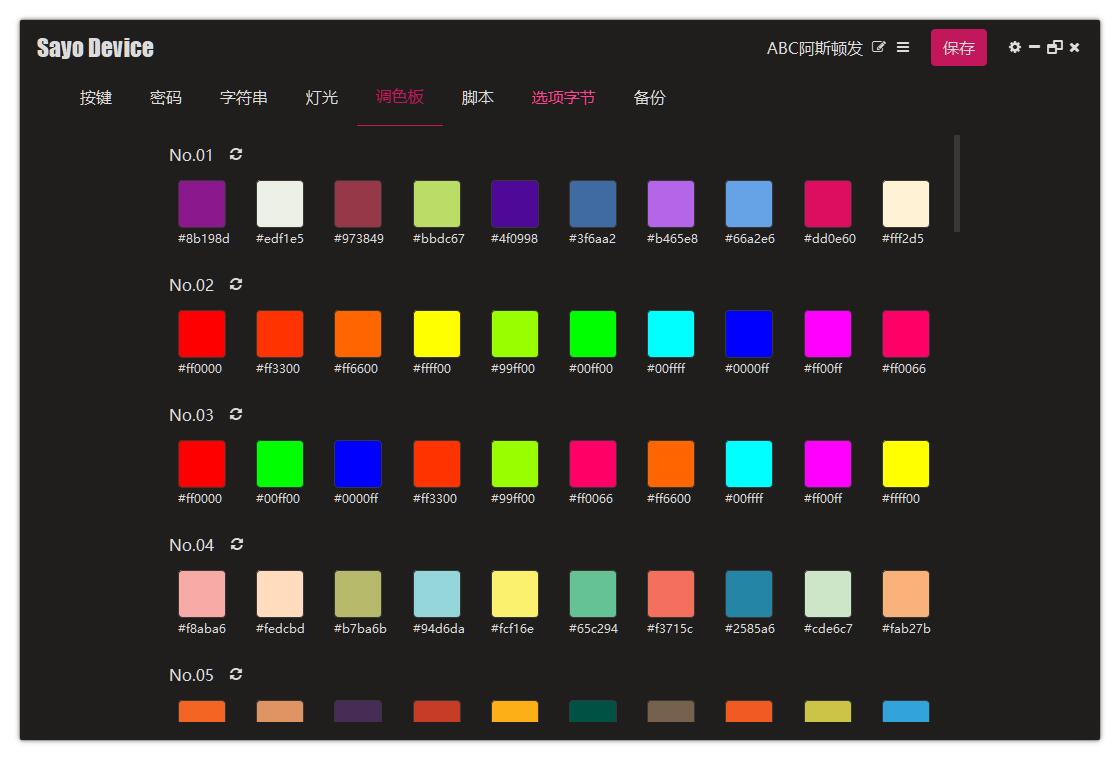 Sayo Device
ABC阿斯顿发
保存
按键 密码 字符串 灯光 调色板 脚本 选项字节 备份
No.01
#8b198d #edf1e5 #973849 #bbdc67 #4f0998 #3f6aa2 #b465e8 #66a2e6 #dd0e60 #fff2d5
No.02
#ff0000 #ff3300 #ff6600 #ffff00 #99ff00 #00ff00 #00ffff #0000ff #ff00ff #ff0066
No.03
#ff0000 #00ff00 #0000ff #ff3300 #99ff00 #ff0066 #ff6600 #00ffff #ff00ff #ffff00
No.04
#f8aba6 #fedcbd #b7ba6b #94d6da #fcf16e #65c294 #f3715c #2585a6 #cde6c7 #fab27b
No.05